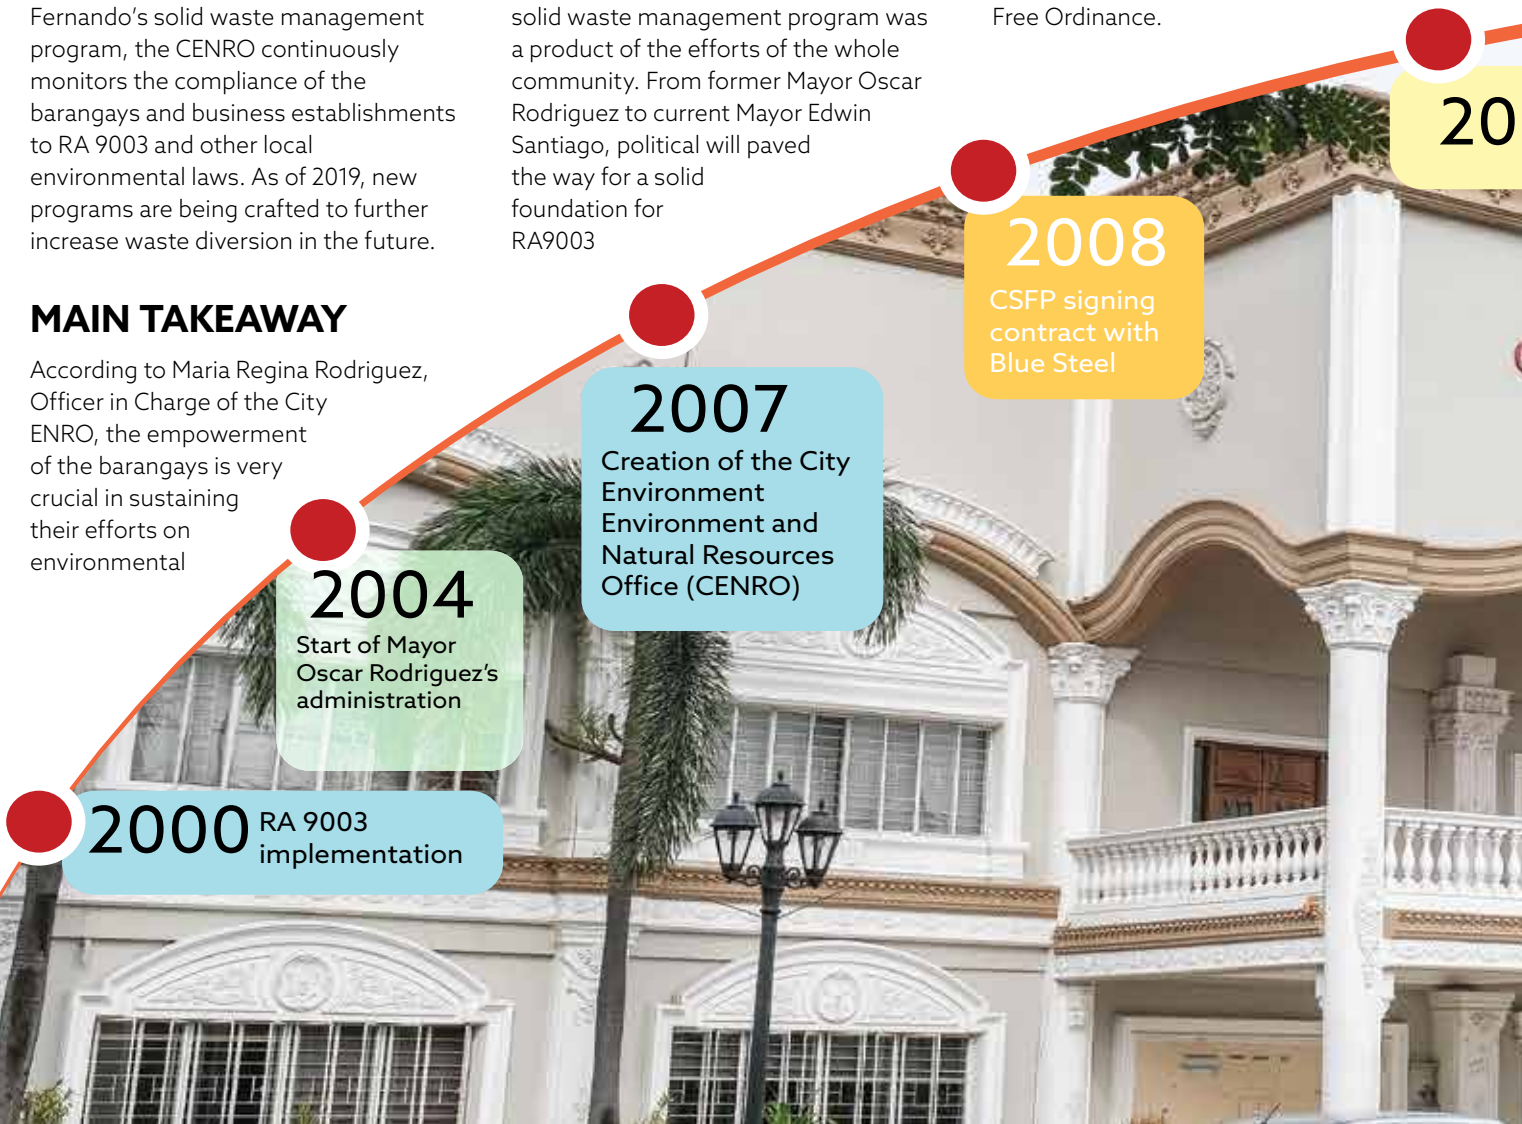 Fernando's solid waste management
program, the CENRO continuously
monitors the compliance of the
barangays and business establishments
to RA 9003 and other local
environmental laws. As of 2019, new
programs are being crafted to further
increase waste diversion in the future.
MAIN TAKEAWAY
According to Maria Regina Rodriguez,
Officer in Charge of the City
ENRO, the empowerment
of the barangays is very
crucial in sustaining
their efforts on
environmental
solid waste management program was
a product of the efforts of the whole
community. From former Mayor Oscar
Rodriguez to current Mayor Edwin
Santiago, political will paved
the way for a solid
foundation for
RA9003
Free Ordinance.
2000
RA 9003
implementation
2004
Start of Mayor
Oscar Rodriguez's
administration
2007
Creation of the City
Environment
Environment and
Natural Resources
Office (CENRO)
2008
CSFP signing
contract with
Blue Steel
20